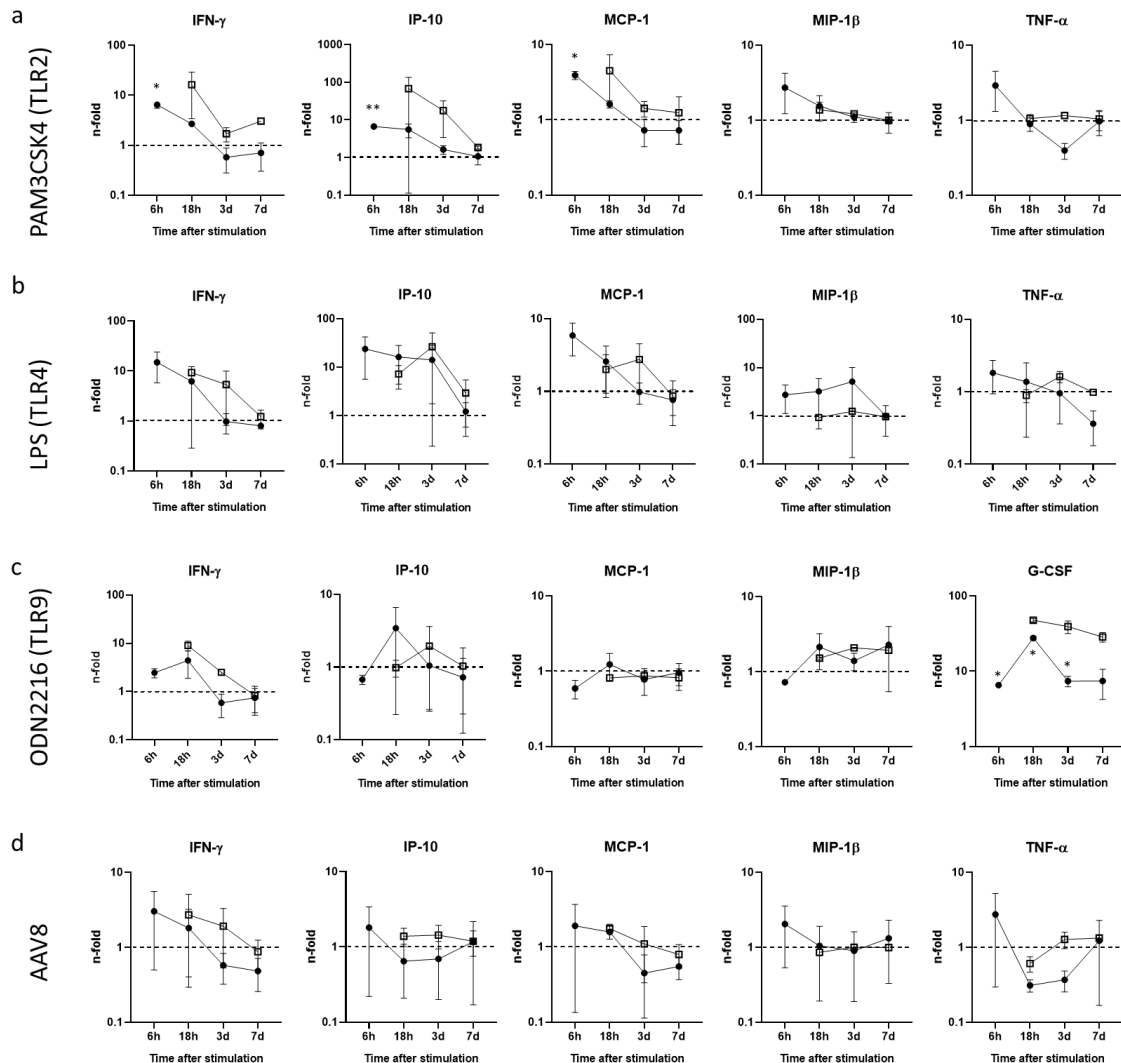 a
PAM3CSK4 (TLR2)
IFN-γ
n-fold
100
10
1
0.1
6h
18h
3d
7d
Time after stimulation
*
IP-10
n-fold
1000
100
10
1
0.1
6h
18h
3d
7d
Time after stimulation
**
MCP-1
n-fold
10
1
0.1
6h
18h
3d
7d
Time after stimulation
*
MIP-1β
n-fold
10
1
0.1
6h
18h
3d
7d
Time after stimulation
TNF-α
n-fold
10
1
0.1
6h
18h
3d
7d
Time after stimulation
b
LPS (TLR4)
IFN-γ
n-fold
100
10
1
0.1
6h
18h
3d
7d
Time after stimulation
IP-10
n-fold
100
10
1
0.1
6h
18h
3d
7d
Time after stimulation
MCP-1
n-fold
10
1
0.1
6h
18h
3d
7d
Time after stimulation
MIP-1β
n-fold
100
10
1
0.1
6h
18h
3d
7d
Time after stimulation
TNF-α
n-fold
10
1
0.1
6h
18h
3d
7d
Time after stimulation
c
ODN2216 (TLR9)
IFN-γ
n-fold
100
10
1
0.1
6h
18h
3d
7d
Time after stimulation
IP-10
n-fold
10
1
0.1
6h
18h
3d
7d
Time after stimulation
MCP-1
n-fold
10
1
0.1
6h
18h
3d
7d
Time after stimulation
MIP-1β
n-fold
10
1
0.1
6h
18h
3d
7d
Time after stimulation
G-CSF
n-fold
100
10
1
6h
18h
3d
7d
Time after stimulation
*
*
*
d
AAV8
IFN-γ
n-fold
10
1
0.1
6h
18h
3d
7d
Time after stimulation
IP-10
n-fold
10
1
0.1
6h
18h
3d
7d
Time after stimulation
MCP-1
n-fold
10
1
0.1
6h
18h
3d
7d
Time after stimulation
MIP-1β
n-fold
10
1
0.1
6h
18h
3d
7d
Time after stimulation
TNF-α
n-fold
10
1
0.1
6h
18h
3d
7d
Time after stimulation